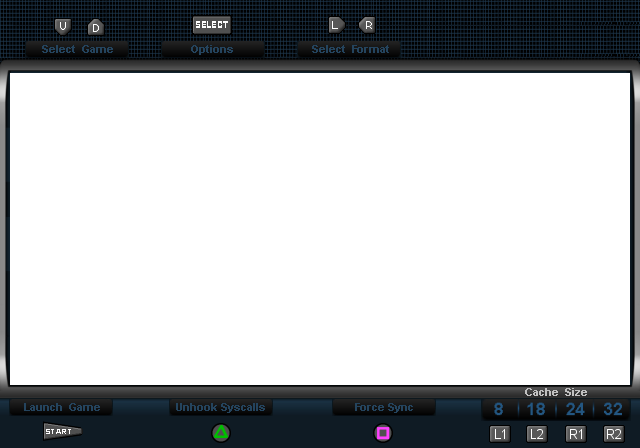 U D SELECT L R
Select Game Options Select Format
Cache Size
Launch Game Unhook Syscalls Force Sync 8 18 24 32
START L1 L2 R1 R2